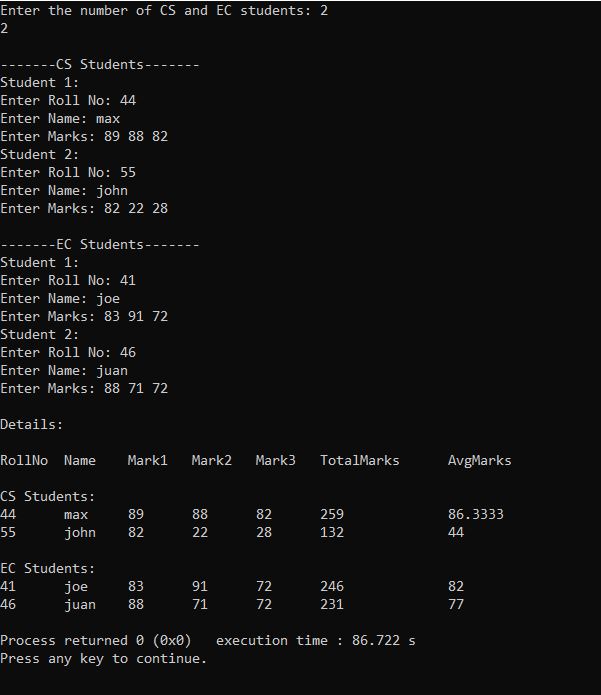 Enter the number of CS and EC students: 2
2
-------CS Students-------
Student 1:
Enter Roll No: 44
Enter Name: max
Enter Marks: 89 88 82
Student 2:
Enter Roll No: 55
Enter Name: john
Enter Marks: 82 22 28
-------EC Students-------
Student 1:
Enter Roll No: 41
Enter Name: joe
Enter Marks: 83 91 72
Student 2:
Enter Roll No: 46
Enter Name: juan
Enter Marks: 88 71 72
Details:
RollNo  Name    Mark1   Mark2   Mark3   TotalMarks      AvgMarks
CS Students:
44      max     89      88      82      259             86.3333
55      john    82      22      28      132             44
EC Students:
41      joe     83      91      72      246             82
46      juan    88      71      72      231             77
Process returned 0 (0x0)   execution time : 86.722 s
Press any key to continue.